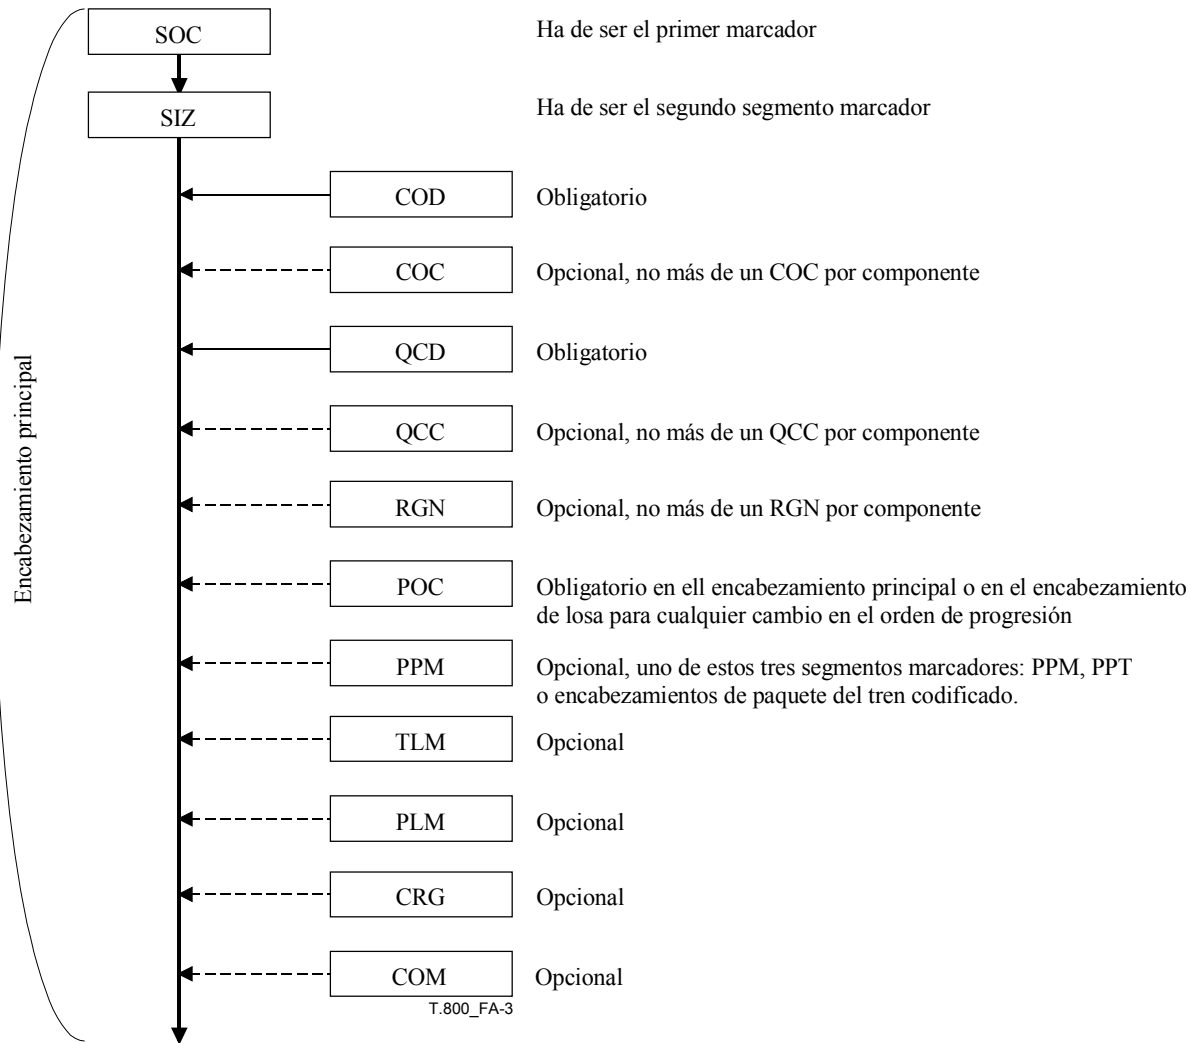 SOC Ha de ser el primer marcador
SIZ Ha de ser el segundo segmento marcador
COD Obligatorio
COC Opcional, no más de un COC por componente
QCD Obligatorio
QCC Opcional, no más de un QCC por componente
RGN Opcional, no más de un RGN por componente
POC Obligatorio en ell encabezamiento principal o en el encabezamiento
de losa para cualquier cambio en el orden de progresión
PPM Opcional, uno de estos tres segmentos marcadores: PPM, PPT
o encabezamientos de paquete del tren codificado.
TLM Opcional
PLM Opcional
CRG Opcional
COM Opcional
T.800_FA-3
Encabezamiento principal